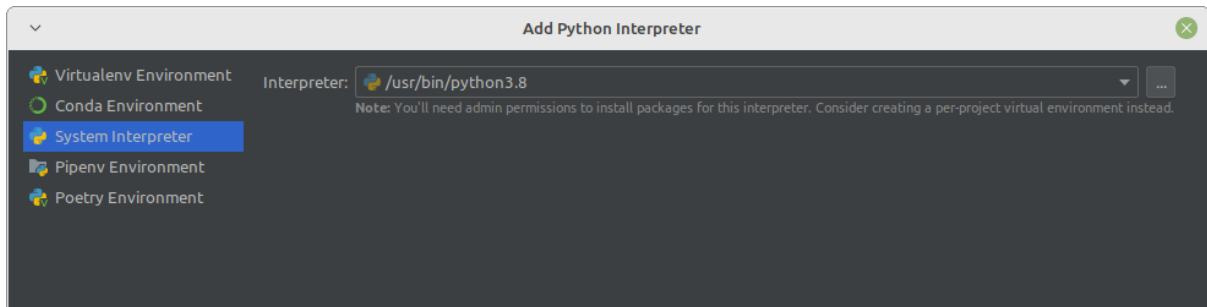 Add Python Interpreter
Virtualenv Environment
Conda Environment
System Interpreter
Pipenv Environment
Poetry Environment
Interpreter: /usr/bin/python3.8 ...
Note: You'll need admin permissions to install packages for this interpreter. Consider creating a per-project virtual environment instead.